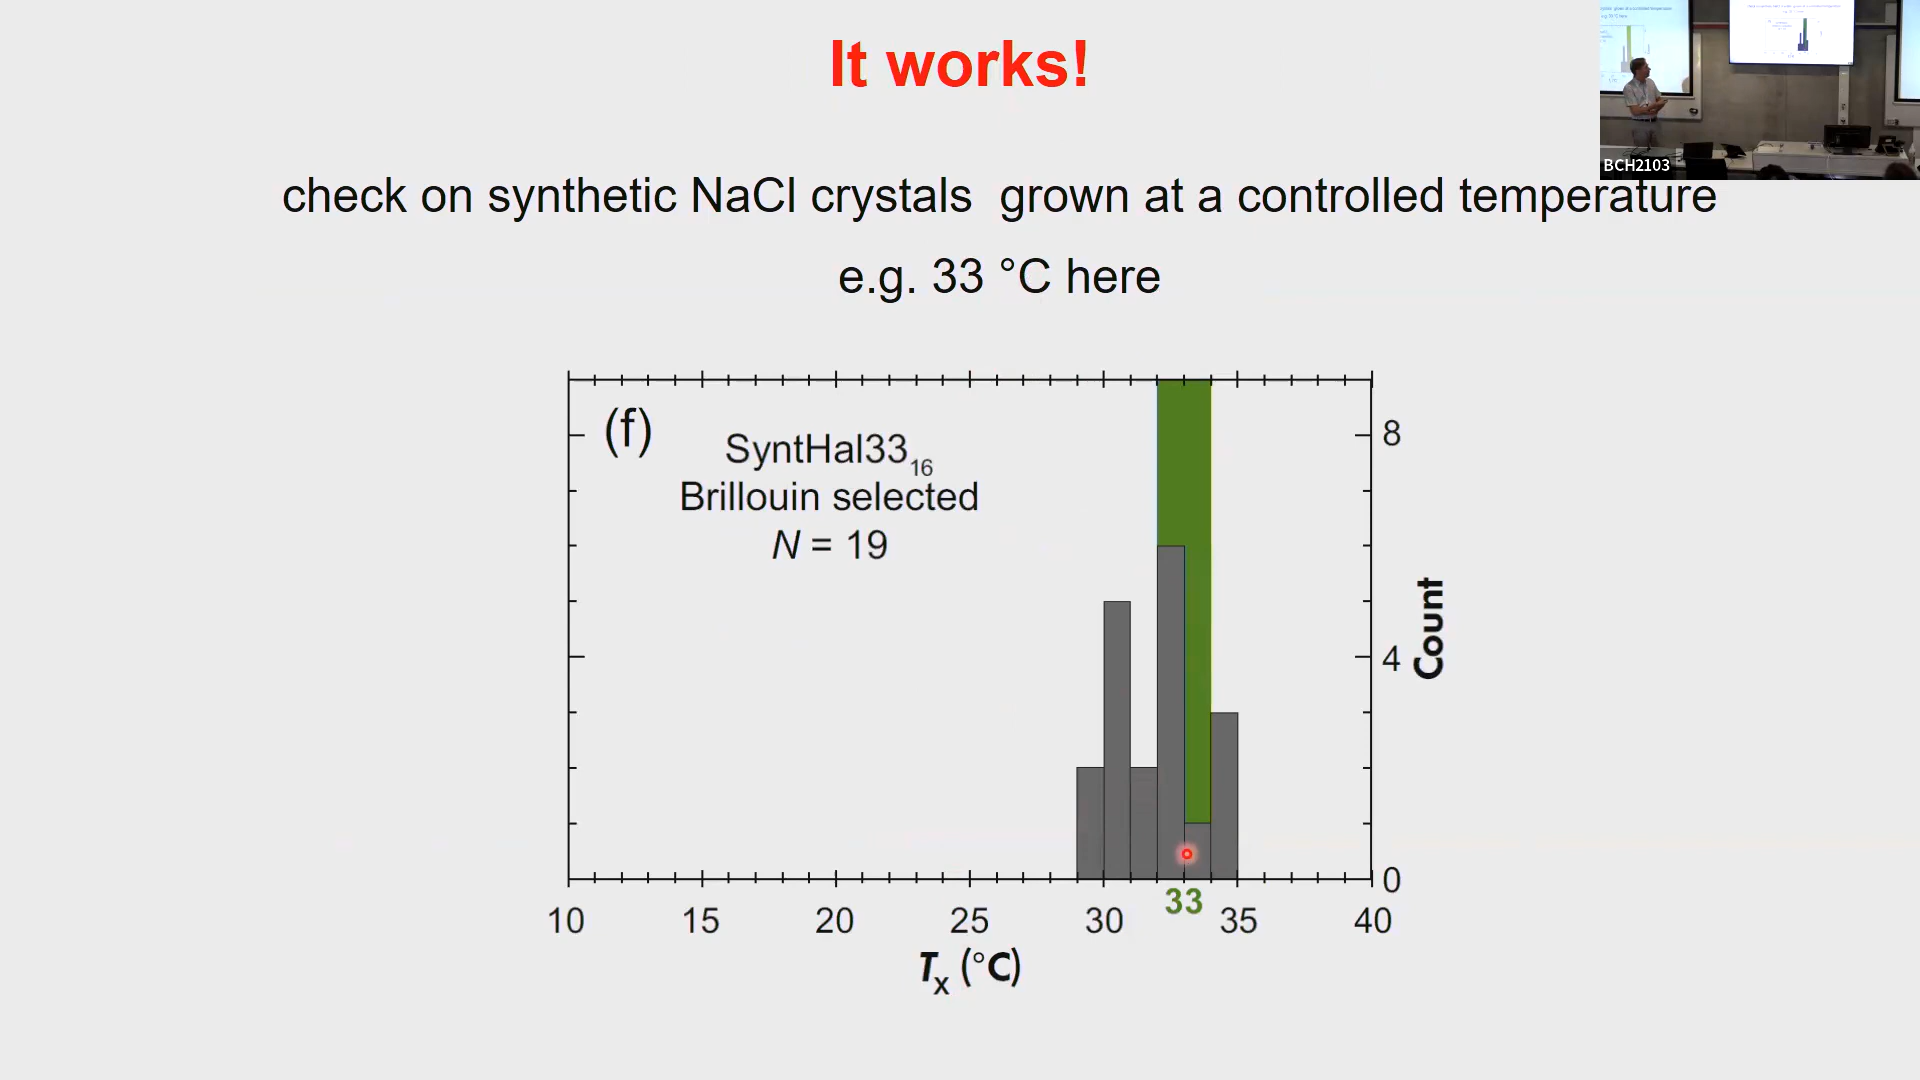 It works!
BCH2103
check on synthetic NaCl crystals grown at a controlled temperature
e.g. 33 °C here
(f)
SyntHal33₁₆
Brillouin selected
N = 19
8
4
0
Count
33
10 15 20 25 30 35 40
Tₓ (°C)